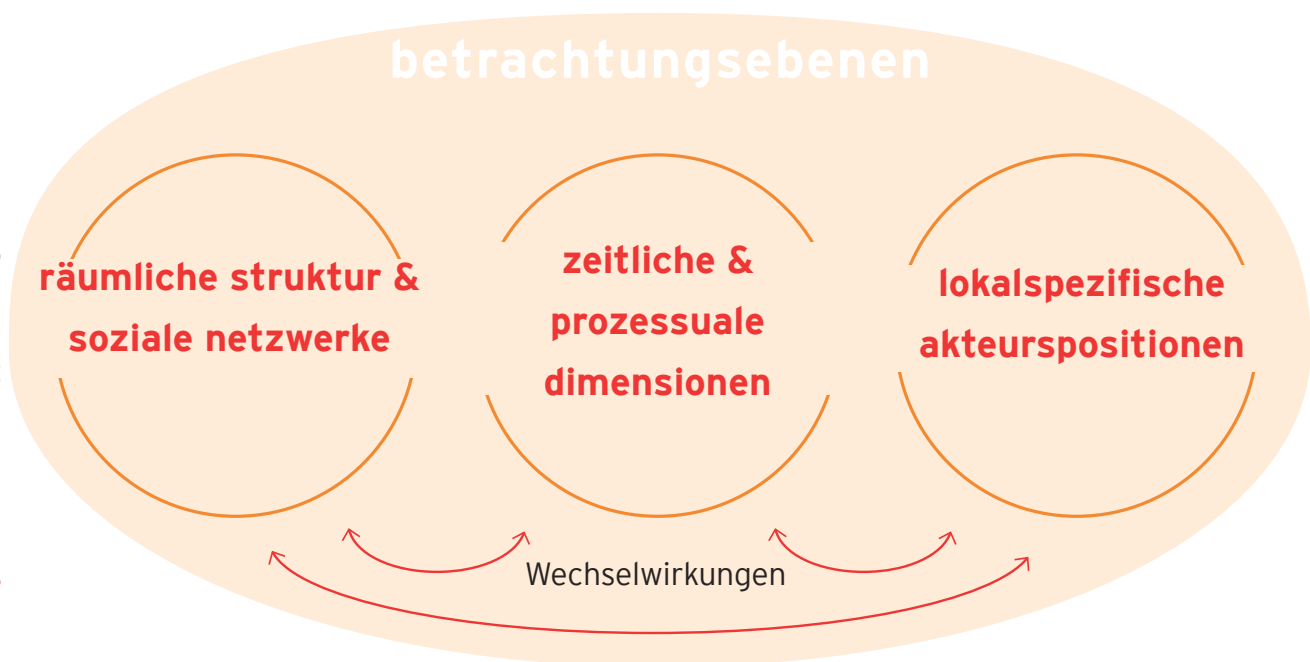 betrachtungsebenen
räumliche struktur &
soziale netzwerke
zeitliche &
prozessuale
dimensionen
lokalspezifische
akteurspositionen
Wechselwirkungen